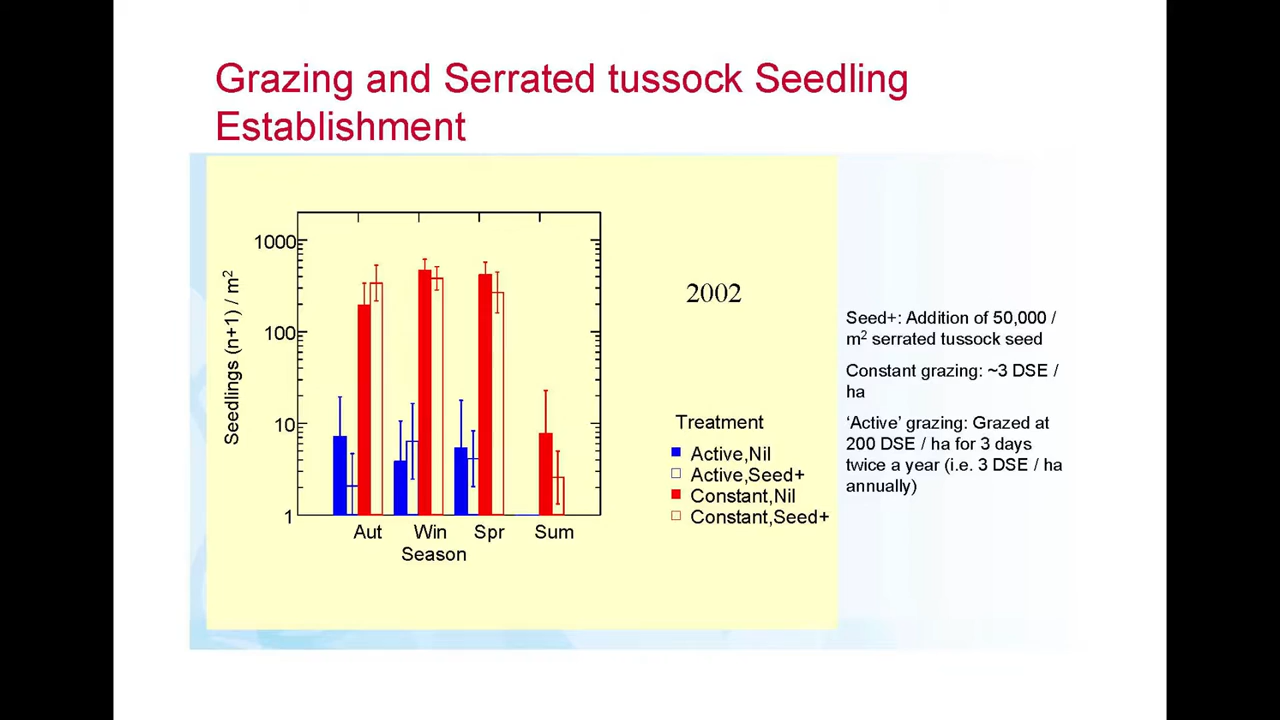 Grazing and Serrated tussock Seedling
Establishment
Seedlings (n+1) / m²
1000
100
10
1
Aut Win Spr Sum
Season
2002
Treatment
Active,Nil
Active,Seed+
Constant,Nil
Constant,Seed+
Seed+: Addition of 50,000 /
m² serrated tussock seed
Constant grazing: ~3 DSE /
ha
‘Active’ grazing: Grazed at
200 DSE / ha for 3 days
twice a year (i.e. 3 DSE / ha
annually)